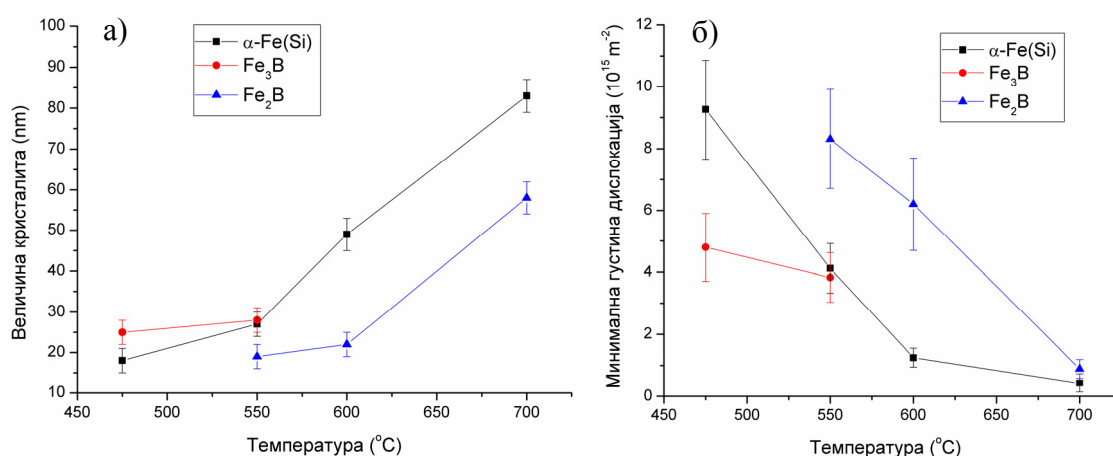 а)
α-Fe(Si)
Fe₃B
Fe₂B
100
90
80
70
60
50
40
30
20
10
Величина кристалита (nm)
450 500 550 600 650 700
Температура (°C)
б)
α-Fe(Si)
Fe₃B
Fe₂B
12
10
8
6
4
2
0
Минимална густина дислокација (10¹⁵ m⁻²)
450 500 550 600 650 700
Температура (°C)